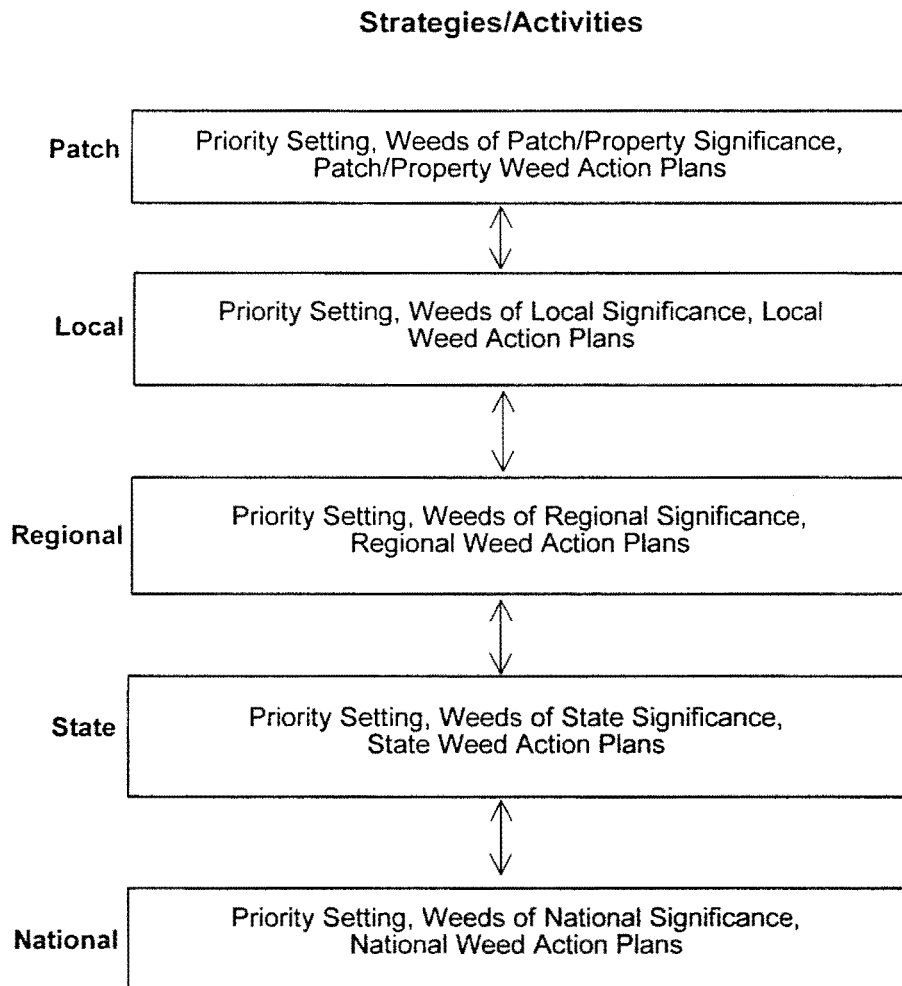 Strategies/Activities
Patch
Priority Setting, Weeds of Patch/Property Significance,
Patch/Property Weed Action Plans
Local
Priority Setting, Weeds of Local Significance, Local
Weed Action Plans
Regional
Priority Setting, Weeds of Regional Significance,
Regional Weed Action Plans
State
Priority Setting, Weeds of State Significance,
State Weed Action Plans
National
Priority Setting, Weeds of National Significance,
National Weed Action Plans